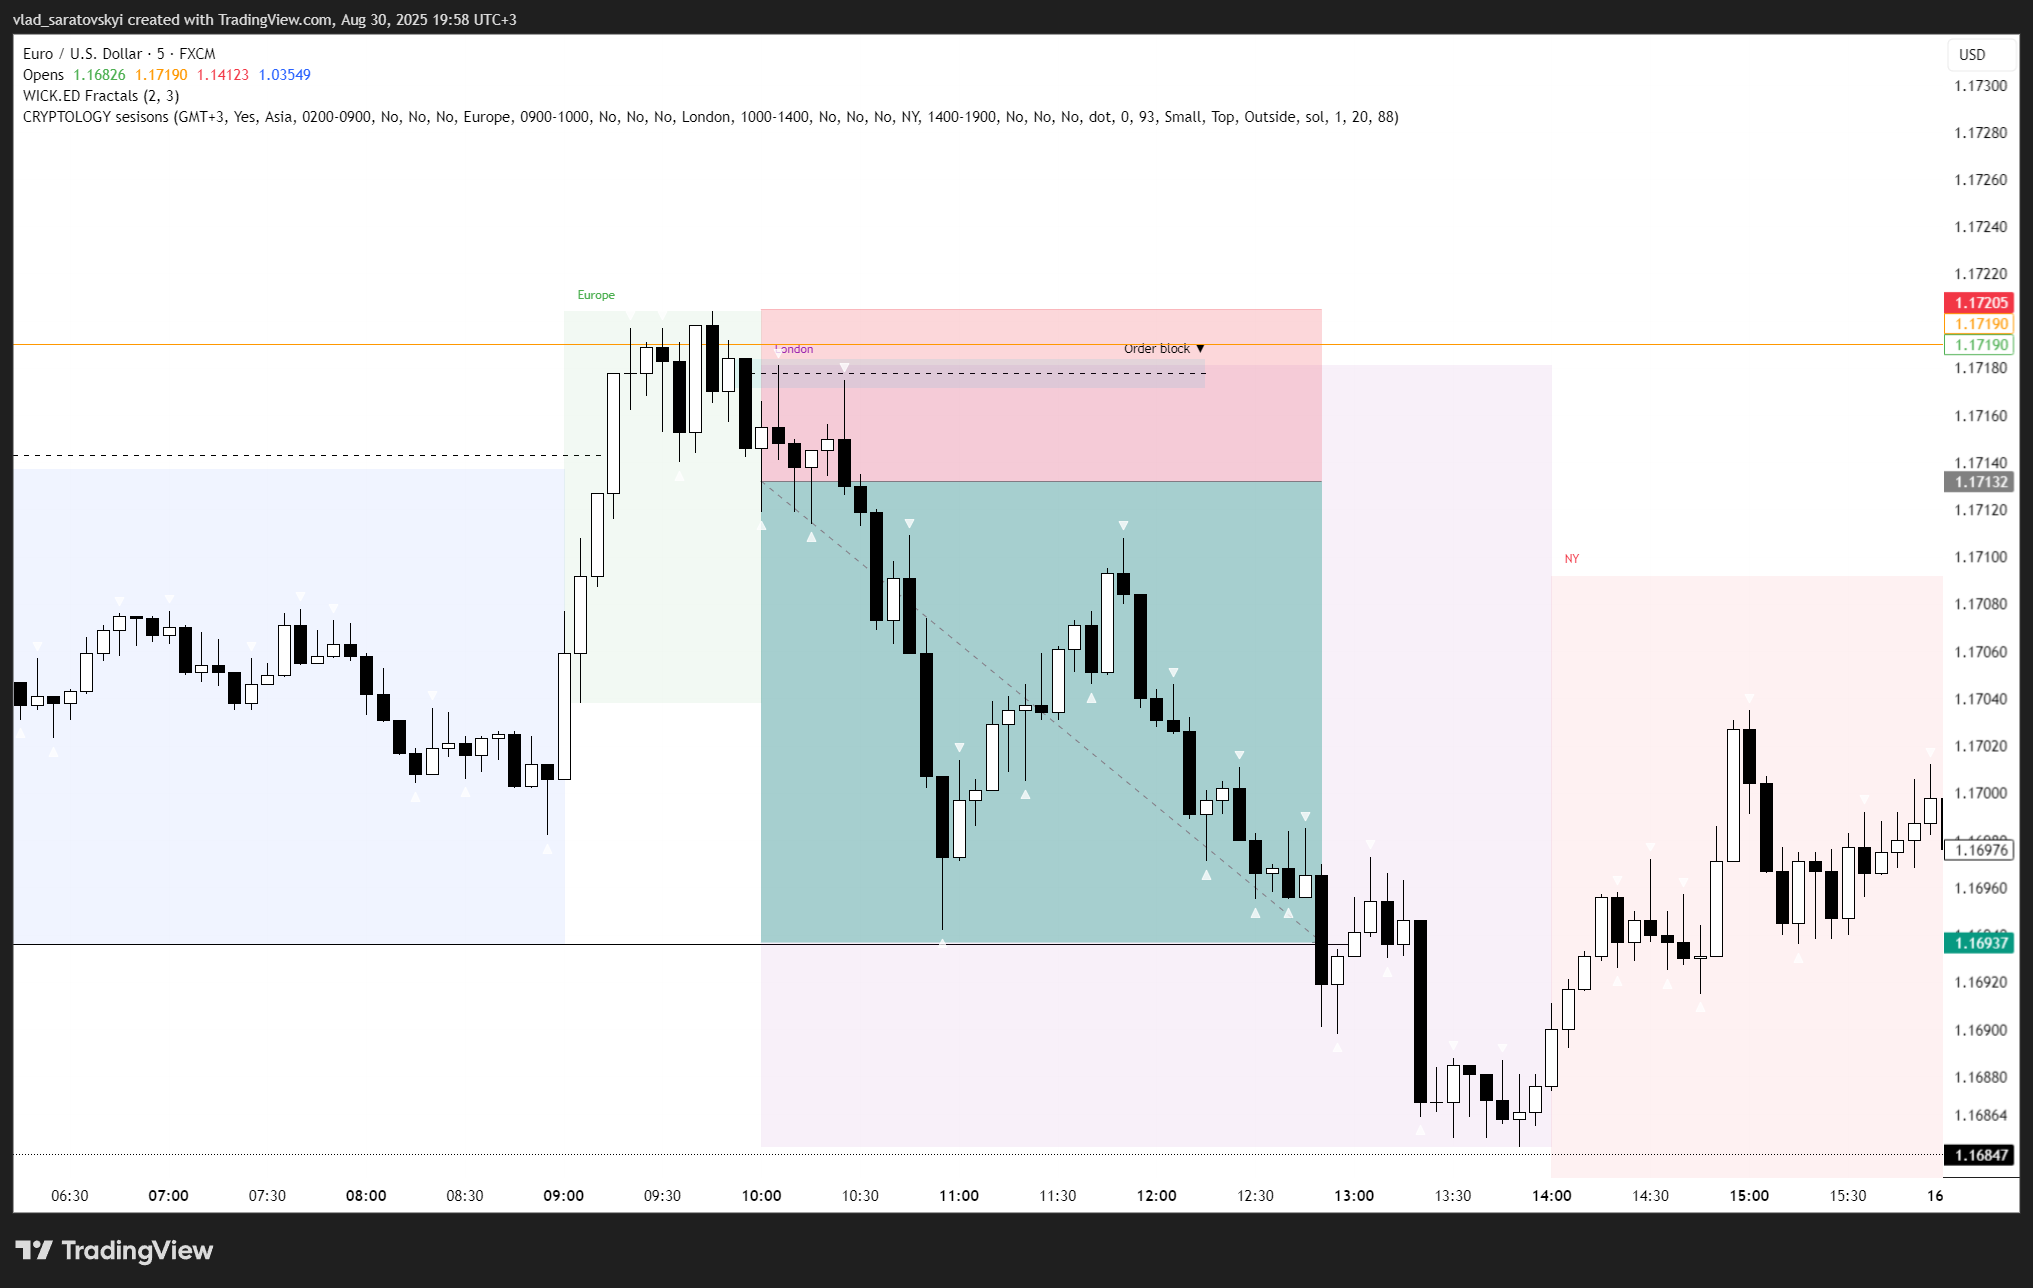 vlad_saratovskyi created with TradingView.com, Aug 30, 2025 19:58 UTC+3
Euro / U.S. Dollar · 5 · FXCM
Opens 1.16826 1.17190 1.14123 1.03549
WICK.ED Fractals (2, 3)
CRYPTOLOGY sesisons (GMT+3, Yes, Asia, 0200-0900, No, No, No, Europe, 0900-1000, No, No, No, London, 1000-1400, No, No, No, NY, 1400-1900, No, No, No, dot, 0, 93, Small, Top, Outside, sol, 1, 20, 88)
USD
1.17300
1.17280
1.17260
1.17240
1.17220
Europe
1.17205
1.17190
1.17190
London
Order block ▼
1.17180
1.17160
1.17140
1.17132
1.17120
1.17100
NY
1.17080
1.17060
1.17040
1.17020
1.17000
1.16976
1.16960
1.16937
1.16920
1.16900
1.16880
1.16864
1.16847
06:30 07:00 07:30 08:00 08:30 09:00 09:30 10:00 10:30 11:00 11:30 12:00 12:30 13:00 13:30 14:00 14:30 15:00 15:30 16
TradingView